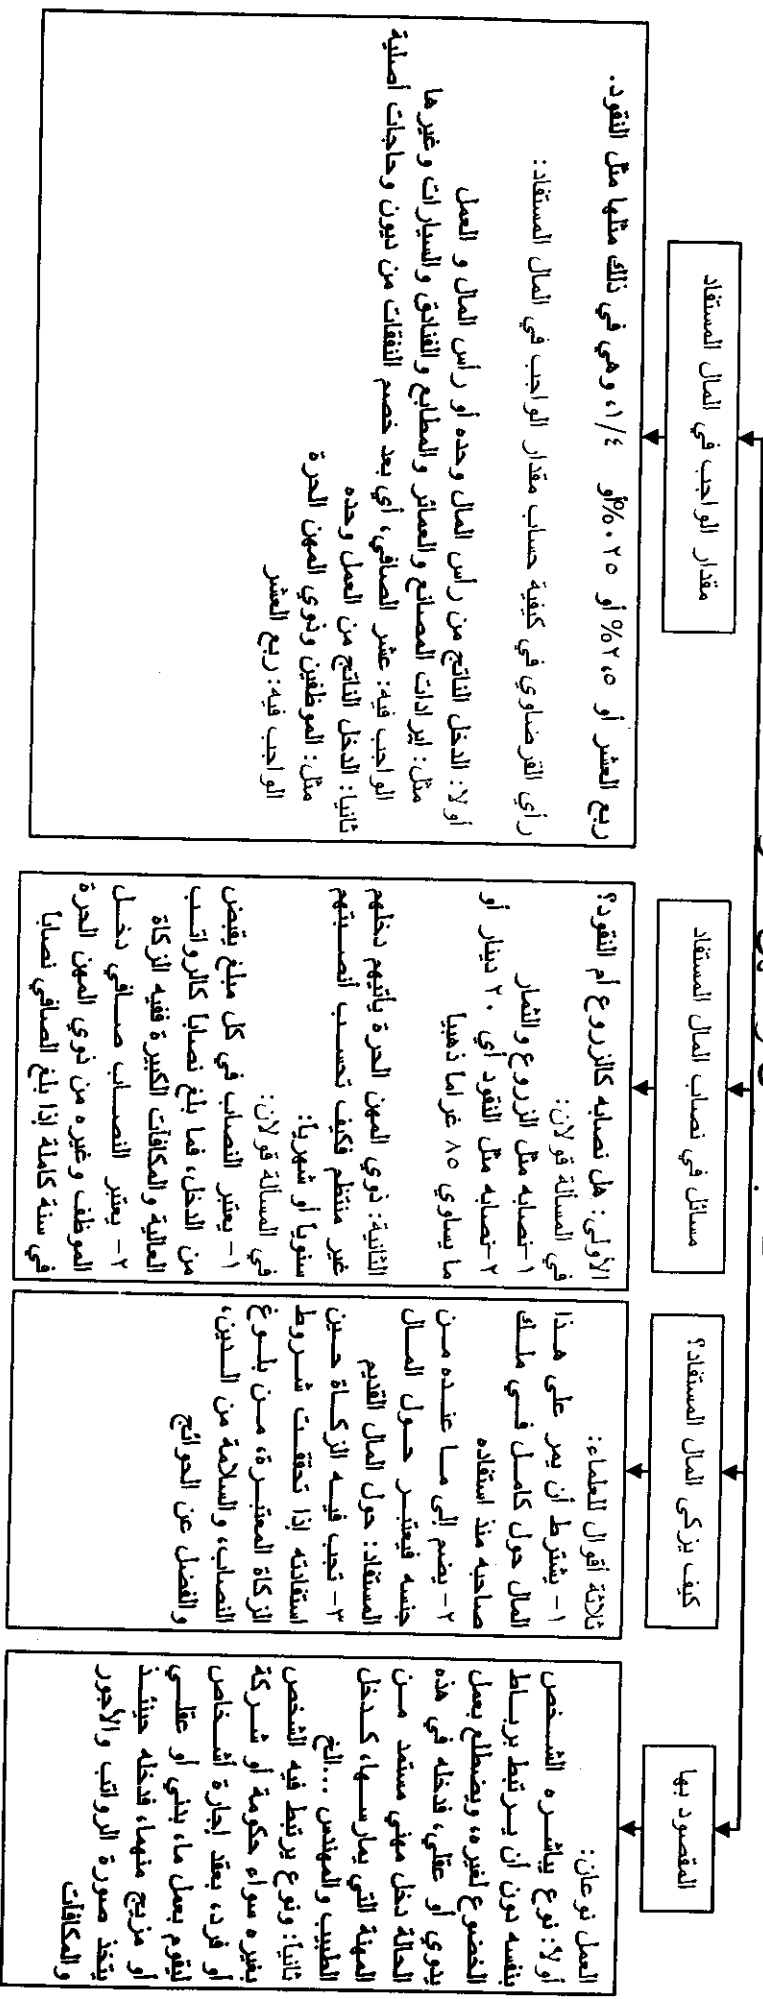 المقصود بها
العمل نوعان:
أولا: نوع يباشره الشخص
بنفسه دون أن يرتبط برباط
الخضوع لغيره، ويضطلع بعمل
يدوي أو عقلي، فدخله في هذه
الحالة دخل مهني مستمد من
المهنة التي يمارسها، كدخل
الطبيب والمهندس ...الخ
ثانيا: ونوع يرتبط فيه الشخص
بغيره سواء حكومة أو شركة
أو فرد، بعقد إجارة أشخاص
ليقوم بعمل ما، بدني أو عقلي
أو مزيج منهما، فدخله حينئذ
يتخذ صورة الرواتب والأجور
والمكافآت
كيف يزكى المال المستفاد؟
ثلاثة أقوال للعلماء:
١- يشترط أن يمر على هذا
المال حول كامل في ملك
صاحبه منذ استفاده
٢- يضم إلى ما عنده من
جنسه فيعتبر حول المال
المستفاد: حول المال القديم
٣- تجب فيه الزكاة حين
استفادته إذا تحققت شروط
الزكاة المعتبرة، من بلوغ
النصاب، والسلامة من الدين،
والفضل عن الحوائج
مسائل في نصاب المال المستفاد
الأولى: هل نصابه كالزروع أم النقود؟
في المسألة قولان:
١-نصابه مثل الزروع والثمار
٢-نصابه مثل النقود أي ٢٠ دينار أو
ما يساوي ٨٥ غراما ذهبيا
الثانية: ذوي المهن الحرة يأتيهم دخلهم
غير منتظم فكيف تحسب أنصبتهم
سنويا أو شهريا:
في المسألة قولان:
١- يعتبر النصاب في كل مبلغ يقبض
من الدخل، فما بلغ نصابا كالرواتب
العالية والمكافآت الكبيرة ففيه الزكاة
٢- يعتبر النصاب صافي دخل
الموظف وغيره من ذوي المهن الحرة
في سنة كاملة إذا بلغ الصافي نصابا
مقدار الواجب في المال المستفاد
ربع العشر أو ٢،٥% أو ٠٢٥%أو ١/٤، وهي في ذلك مثلها مثل النقود.
رأي القرضاوي في كيفية حساب مقدار الواجب في المال المستفاد:
أولا: الدخل الناتج من رأس المال وحده أو رأس المال و العمل
مثل: إيرادات المصانع والعمائر والمطابع والفنادق والسيارات وغيرها
الواجب فيه: عشر الصافي، أي بعد خصم النفقات من ديون وحاجات أصلية
ثانيا: الدخل الناتج من العمل وحده
مثل: الموظفين وذوي المهن الحرة
الواجب فيه: ربع العشر